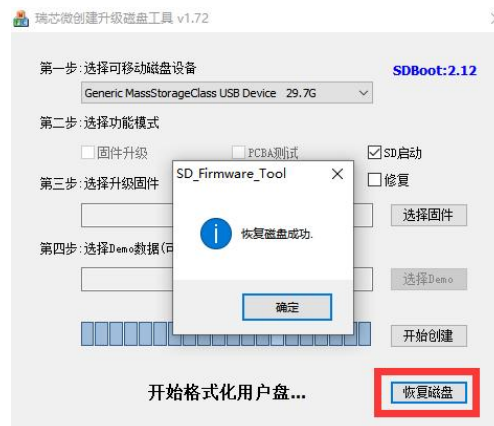 瑞芯微创建升级磁盘工具 v1.72
第一步:选择可移动磁盘设备
SDBoot:2.12
Generic MassStorageClass USB Device 29.7G
第二步:选择功能模式
固件升级
PCBA测试
SD启动
修复
第三步:选择升级固件
选择固件
第四步:选择Demo数据(可
选择Demo
SD_Firmware_Tool
恢复磁盘成功.
确定
开始创建
开始格式化用户盘...
恢复磁盘